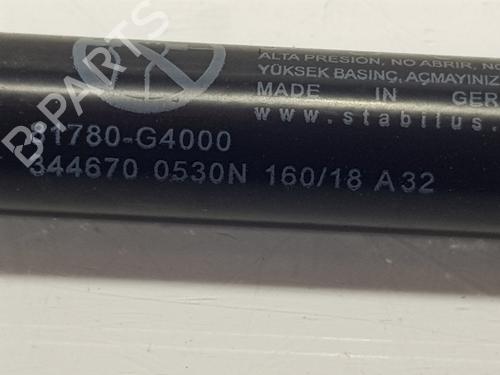 ALTA PRESION, NO ABRIR, NO
YÜKSEK BASINÇ, AÇMAYINIZ
MADE IN GER
www.stabilus.
B-PARTS
81780-G4000
344670 0530N 160/18 A32